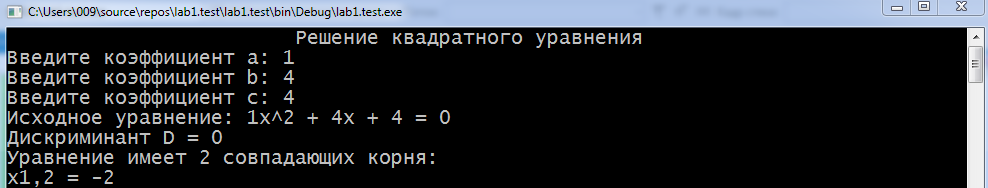 C:\Users\009\source\repos\lab1.test\lab1.test\bin\Debug\lab1.test.exe
Решение квадратного уравнения
Введите коэффициент a: 1
Введите коэффициент b: 4
Введите коэффициент c: 4
Исходное уравнение: 1x^2 + 4x + 4 = 0
Дискриминант D = 0
Уравнение имеет 2 совпадающих корня:
x1,2 = -2